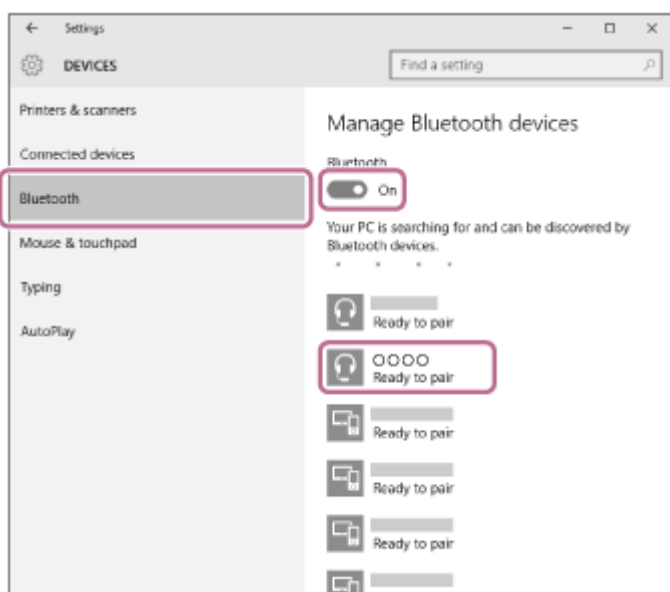 Settings
DEVICES
Find a setting
Printers & scanners
Connected devices
Bluetooth
Mouse & touchpad
Typing
AutoPlay
Manage Bluetooth devices
Bluetooth
On
Your PC is searching for and can be discovered by
Bluetooth devices.
Ready to pair
OOOO
Ready to pair
Ready to pair
Ready to pair
Ready to pair